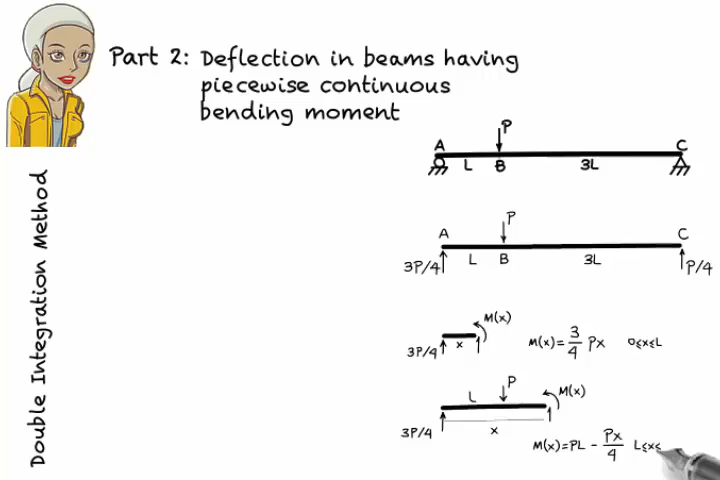 Part 2: Deflection in beams having
piecewise continuous
bending moment
Double Integration Method
P
A C
L B 3L
P
A C
3P/4 L B 3L P/4
M(x)
3P/4 x M(x)= 3/4 Px 0≤x≤L
L P M(x)
3P/4 x
M(x)=PL - Px/4 L≤x≤